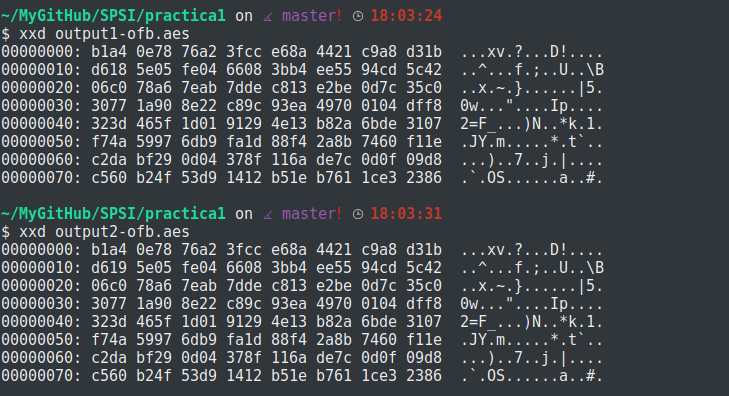 ~/MyGitHub/SPSI/practica1 on master! 18:03:24
$ xxd output1-ofb.aes
00000000: b1a4 0e78 76a2 3fcc e68a 4421 c9a8 d31b  ...xv.?...D!....
00000010: d618 5e05 fe04 6608 3bb4 ee55 94cd 5c42  ..^...f.;..U..\B
00000020: 06c0 78a6 7eab 7dde c813 e2be 0d7c 35c0  ..x.~.}......|5.
00000030: 3077 1a90 8e22 c89c 93ea 4970 0104 dff8  0w..."....Ip....
00000040: 323d 465f 1d01 9129 4e13 b82a 6bde 3107  2=F_...)N..*k.1.
00000050: f74a 5997 6db9 fa1d 88f4 2a8b 7460 f11e  .JY.m.....*.t`..
00000060: c2da bf29 0d04 378f 116a de7c 0d0f 09d8  ...)..7..j.|....
00000070: c560 b24f 53d9 1412 b51e b761 1ce3 2386  .`.OS......a..#.
~/MyGitHub/SPSI/practica1 on master! 18:03:31
$ xxd output2-ofb.aes
00000000: b1a4 0e78 76a2 3fcc e68a 4421 c9a8 d31b  ...xv.?...D!....
00000010: d619 5e05 fe04 6608 3bb4 ee55 94cd 5c42  ..^...f.;..U..\B
00000020: 06c0 78a6 7eab 7dde c813 e2be 0d7c 35c0  ..x.~.}......|5.
00000030: 3077 1a90 8e22 c89c 93ea 4970 0104 dff8  0w..."....Ip....
00000040: 323d 465f 1d01 9129 4e13 b82a 6bde 3107  2=F_...)N..*k.1.
00000050: f74a 5997 6db9 fa1d 88f4 2a8b 7460 f11e  .JY.m.....*.t`..
00000060: c2da bf29 0d04 378f 116a de7c 0d0f 09d8  ...)..7..j.|....
00000070: c560 b24f 53d9 1412 b51e b761 1ce3 2386  .`.OS......a..#.